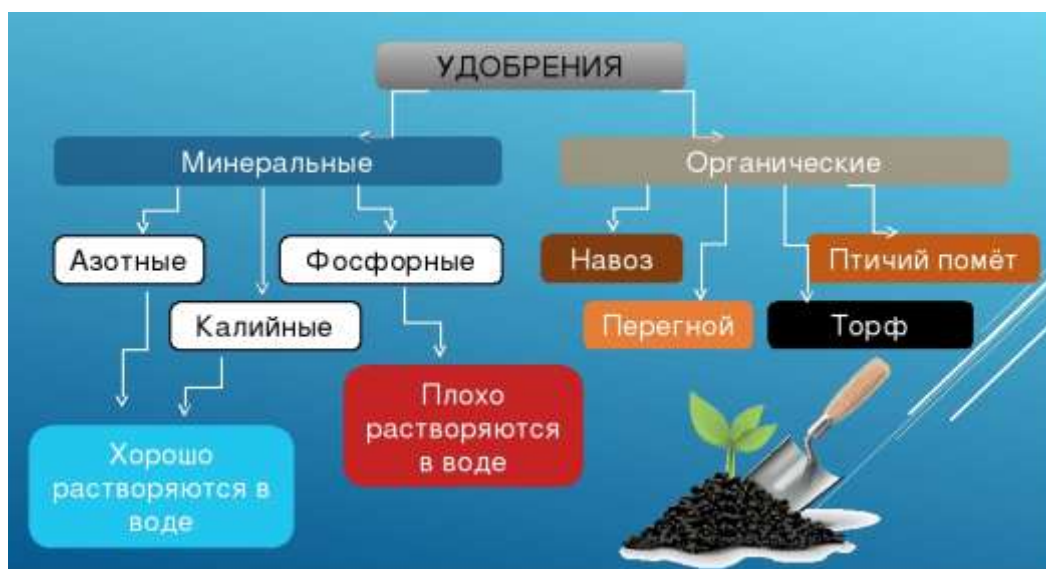 УДОБРЕНИЯ
Минеральные
Органические
Азотные
Фосфорные
Навоз
Птичий помёт
Калийные
Перегной
Торф
Плохо
растворяются
в воде
Хорошо
растворяются в
воде